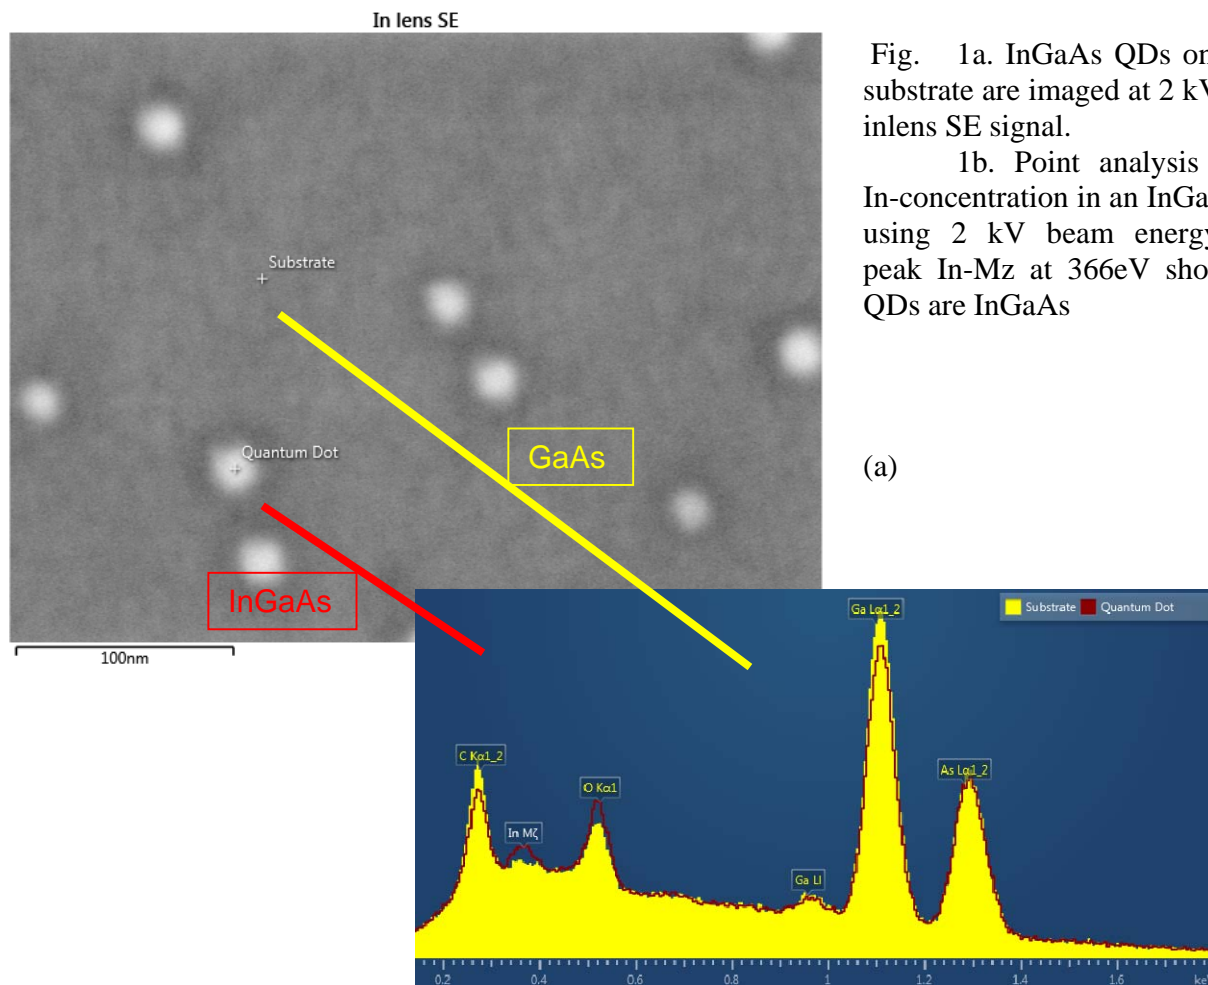 In lens SE
Fig. 1a. InGaAs QDs on
substrate are imaged at 2 kV
inlens SE signal.
1b. Point analysis
In-concentration in an InGa
using 2 kV beam energy
peak In-Mz at 366eV sho
QDs are InGaAs
Substrate
Quantum Dot
GaAs
(a)
InGaAs
100nm
Substrate Quantum Dot
Ga Lα1_2
C Kα1_2
As Lα1_2
O Kα1
In Mζ
Ga Ll
0.2 0.4 0.6 0.8 1 1.2 1.4 1.6 ke